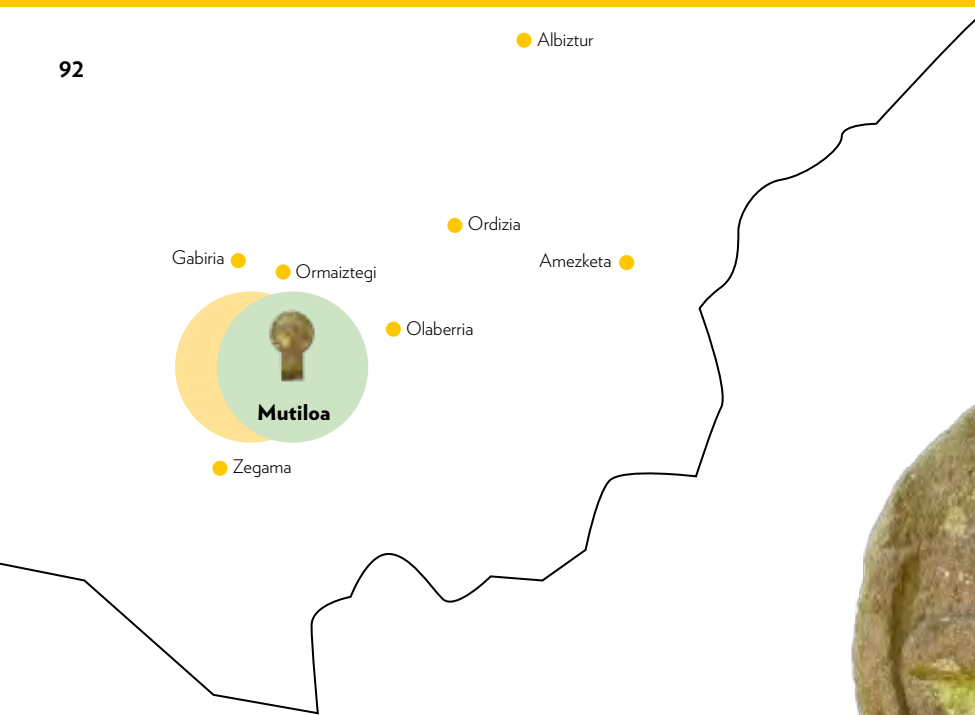 92
Albiztur
Ordizia
Gabiria
Amezketa
Ormaiztegi
Olaberria
Mutiloa
Zegama